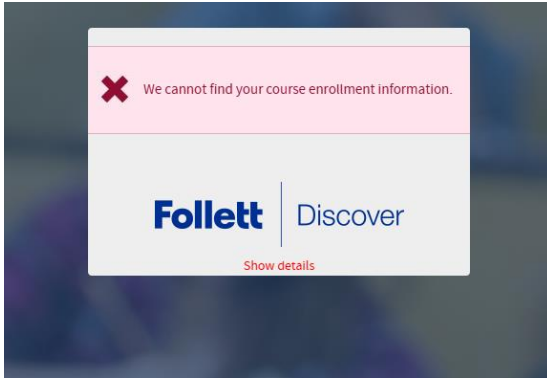 We cannot find your course enrollment information.
Follett | Discover
Show details